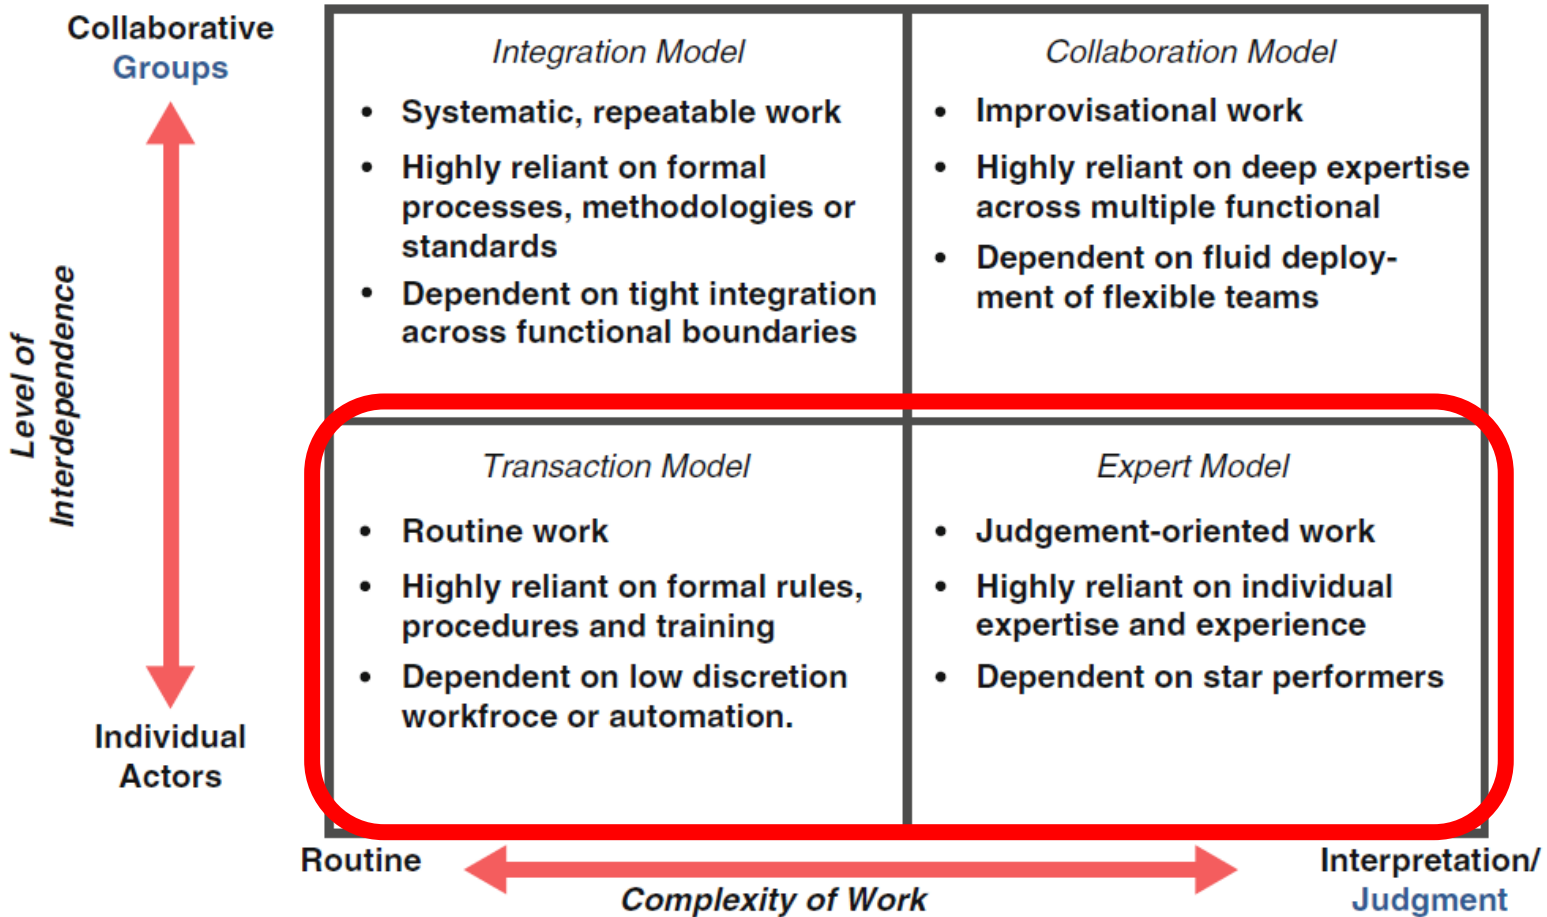 Collaborative
Groups
Level of
Interdependence
Individual
Actors
Integration Model
• Systematic, repeatable work
• Highly reliant on formal
processes, methodologies or
standards
• Dependent on tight integration
across functional boundaries
Collaboration Model
• Improvisational work
• Highly reliant on deep expertise
across multiple functional
• Dependent on fluid deploy-
ment of flexible teams
Transaction Model
• Routine work
• Highly reliant on formal rules,
procedures and training
• Dependent on low discretion
workfroce or automation.
Expert Model
• Judgement-oriented work
• Highly reliant on individual
expertise and experience
• Dependent on star performers
Routine
Complexity of Work
Interpretation/
Judgment